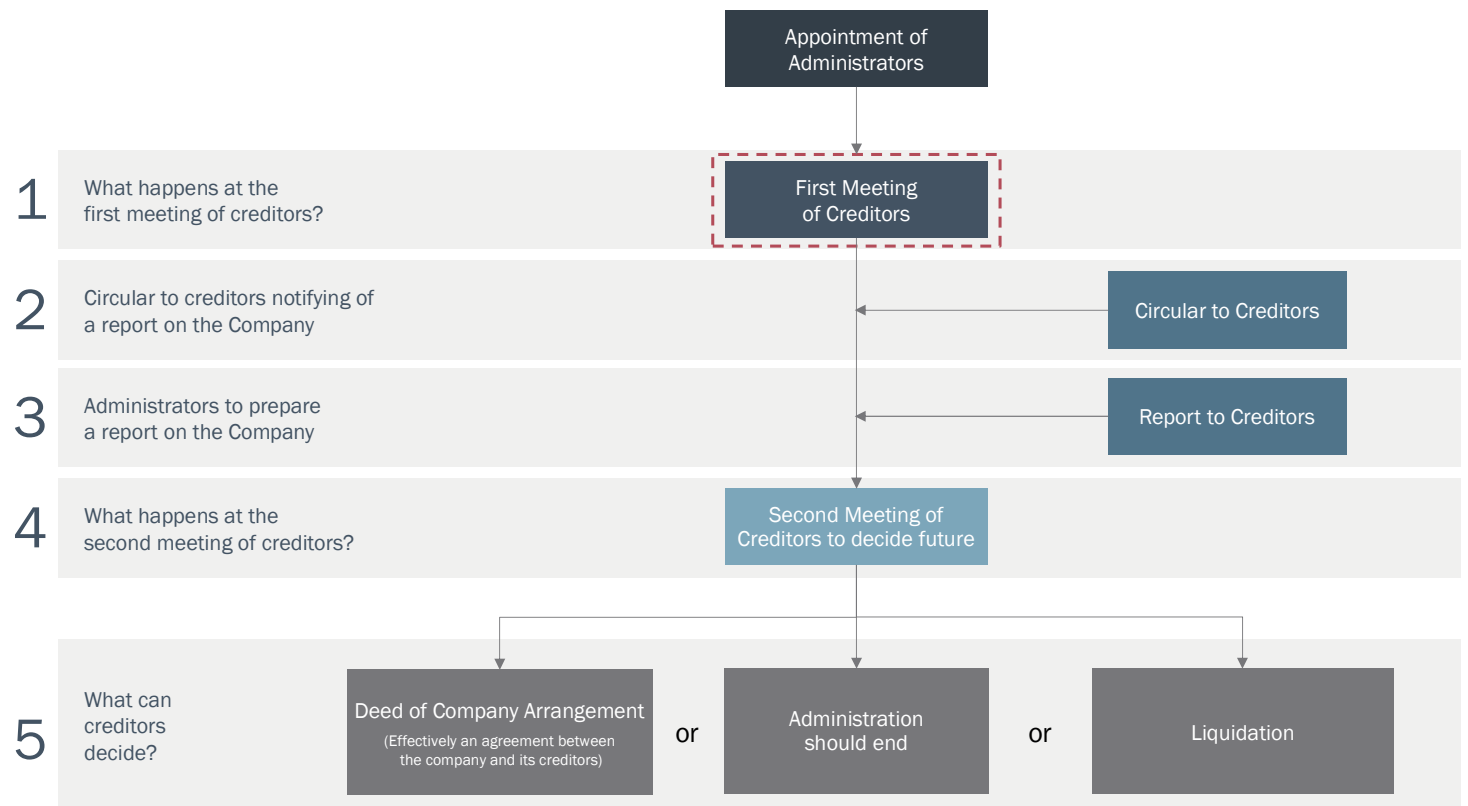 Appointment of
Administrators
1
What happens at the
first meeting of creditors?
First Meeting
of Creditors
2
Circular to creditors notifying of
a report on the Company
Circular to Creditors
3
Administrators to prepare
a report on the Company
Report to Creditors
4
What happens at the
second meeting of creditors?
Second Meeting of
Creditors to decide future
5
What can
creditors
decide?
Deed of Company Arrangement
(Effectively an agreement between
the company and its creditors)
or
Administration
should end
or
Liquidation